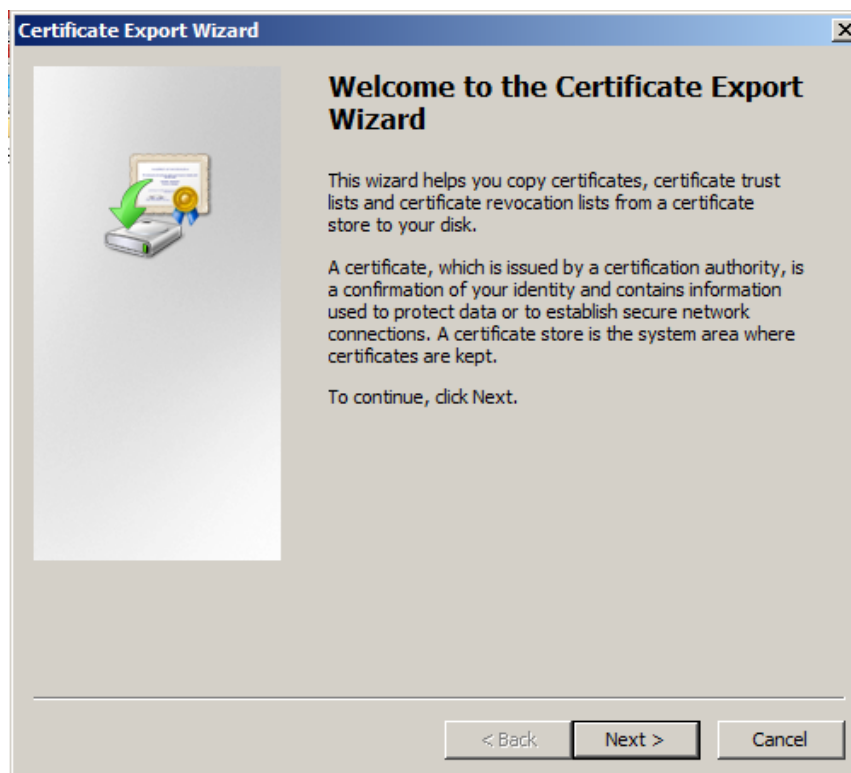 Certificate Export Wizard
Welcome to the Certificate Export
Wizard
This wizard helps you copy certificates, certificate trust
lists and certificate revocation lists from a certificate
store to your disk.
A certificate, which is issued by a certification authority, is
a confirmation of your identity and contains information
used to protect data or to establish secure network
connections. A certificate store is the system area where
certificates are kept.
To continue, click Next.
< Back
Next >
Cancel